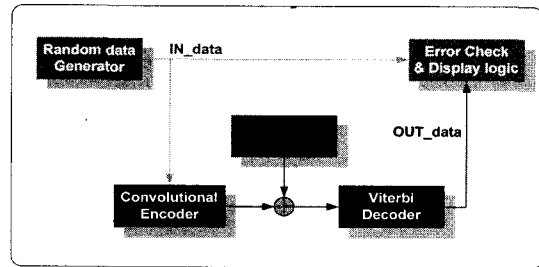 Random data
Generator
IN_data
Error Check
& Display logic
OUT_data
Convolutional
Encoder
Viterbi
Decoder